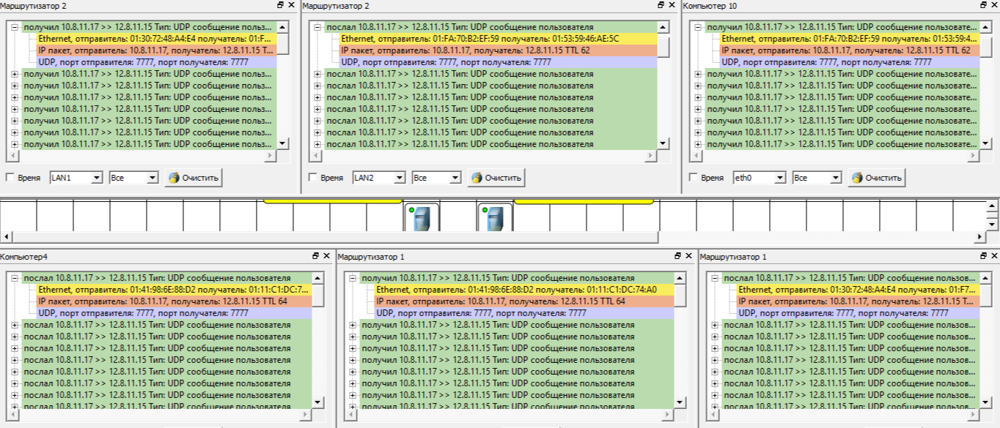 Маршрутизатор 2
получил 10.8.11.17 >> 12.8.11.15 Тип: UDP сообщение польз...
Ethernet, отправитель: 01:30:72:48:A4:E4 получатель: 01:F...
IP пакет, отправитель: 10.8.11.17, получатель: 12.8.11.15 T...
UDP, порт отправителя: 7777, порт получателя: 7777
получил 10.8.11.17 >> 12.8.11.15 Тип: UDP сообщение польз...
получил 10.8.11.17 >> 12.8.11.15 Тип: UDP сообщение польз...
получил 10.8.11.17 >> 12.8.11.15 Тип: UDP сообщение польз...
получил 10.8.11.17 >> 12.8.11.15 Тип: UDP сообщение польз...
получил 10.8.11.17 >> 12.8.11.15 Тип: UDP сообщение польз...
получил 10.8.11.17 >> 12.8.11.15 Тип: UDP сообщение польз...
получил 10.8.11.17 >> 12.8.11.15 Тип: UDP сообщение польз...
Время LAN1 Все Очистить
Маршрутизатор 2
послал 10.8.11.17 >> 12.8.11.15 Тип: UDP сообщение пользователя
Ethernet, отправитель: 01:FA:70:B2:EF:59 получатель: 01:53:59:46:AE:5C
IP пакет, отправитель: 10.8.11.17, получатель: 12.8.11.15 TTL 62
UDP, порт отправителя: 7777, порт получателя: 7777
послал 10.8.11.17 >> 12.8.11.15 Тип: UDP сообщение пользователя
послал 10.8.11.17 >> 12.8.11.15 Тип: UDP сообщение пользователя
послал 10.8.11.17 >> 12.8.11.15 Тип: UDP сообщение пользователя
послал 10.8.11.17 >> 12.8.11.15 Тип: UDP сообщение пользователя
послал 10.8.11.17 >> 12.8.11.15 Тип: UDP сообщение пользователя
послал 10.8.11.17 >> 12.8.11.15 Тип: UDP сообщение пользователя
послал 10.8.11.17 >> 12.8.11.15 Тип: UDP сообщение пользователя
Время LAN2 Все Очистить
Компьютер 10
получил 10.8.11.17 >> 12.8.11.15 Тип: UDP сообщение пользовате...
Ethernet, отправитель: 01:FA:70:B2:EF:59 получатель: 01:53:59:4...
IP пакет, отправитель: 10.8.11.17, получатель: 12.8.11.15 TTL 62
UDP, порт отправителя: 7777, порт получателя: 7777
получил 10.8.11.17 >> 12.8.11.15 Тип: UDP сообщение пользовате...
получил 10.8.11.17 >> 12.8.11.15 Тип: UDP сообщение пользовате...
получил 10.8.11.17 >> 12.8.11.15 Тип: UDP сообщение пользовате...
получил 10.8.11.17 >> 12.8.11.15 Тип: UDP сообщение пользовате...
получил 10.8.11.17 >> 12.8.11.15 Тип: UDP сообщение пользовате...
получил 10.8.11.17 >> 12.8.11.15 Тип: UDP сообщение пользовате...
получил 10.8.11.17 >> 12.8.11.15 Тип: UDP сообщение пользовате...
Время eth0 Все Очистить
Компьютер4
послал 10.8.11.17 >> 12.8.11.15 Тип: UDP сообщение пользователя
Ethernet, отправитель: 01:41:98:6E:88:D2 получатель: 01:11:C1:DC:7...
IP пакет, отправитель: 10.8.11.17, получатель: 12.8.11.15 TTL 64
UDP, порт отправителя: 7777, порт получателя: 7777
послал 10.8.11.17 >> 12.8.11.15 Тип: UDP сообщение пользователя
послал 10.8.11.17 >> 12.8.11.15 Тип: UDP сообщение пользователя
послал 10.8.11.17 >> 12.8.11.15 Тип: UDP сообщение пользователя
послал 10.8.11.17 >> 12.8.11.15 Тип: UDP сообщение пользователя
послал 10.8.11.17 >> 12.8.11.15 Тип: UDP сообщение пользователя
послал 10.8.11.17 >> 12.8.11.15 Тип: UDP сообщение пользователя
послал 10.8.11.17 >> 12.8.11.15 Тип: UDP сообщение пользователя
послал 10.8.11.17 >> 12.8.11.15 Тип: UDP сообщение пользователя
Маршрутизатор 1
получил 10.8.11.17 >> 12.8.11.15 Тип: UDP сообщение пользователя
Ethernet, отправитель: 01:41:98:6E:88:D2 получатель: 01:11:C1:DC:74:A0
IP пакет, отправитель: 10.8.11.17, получатель: 12.8.11.15 TTL 64
UDP, порт отправителя: 7777, порт получателя: 7777
получил 10.8.11.17 >> 12.8.11.15 Тип: UDP сообщение пользователя
получил 10.8.11.17 >> 12.8.11.15 Тип: UDP сообщение пользователя
получил 10.8.11.17 >> 12.8.11.15 Тип: UDP сообщение пользователя
получил 10.8.11.17 >> 12.8.11.15 Тип: UDP сообщение пользователя
получил 10.8.11.17 >> 12.8.11.15 Тип: UDP сообщение пользователя
получил 10.8.11.17 >> 12.8.11.15 Тип: UDP сообщение пользователя
получил 10.8.11.17 >> 12.8.11.15 Тип: UDP сообщение пользователя
получил 10.8.11.17 >> 12.8.11.15 Тип: UDP сообщение пользователя
Маршрутизатор 1
послал 10.8.11.17 >> 12.8.11.15 Тип: UDP сообщение пользов...
Ethernet, отправитель: 01:30:72:48:A4:E4 получатель: 01:F7...
IP пакет, отправитель: 10.8.11.17, получатель: 12.8.11.15 T...
UDP, порт отправителя: 7777, порт получателя: 7777
послал 10.8.11.17 >> 12.8.11.15 Тип: UDP сообщение пользов...
послал 10.8.11.17 >> 12.8.11.15 Тип: UDP сообщение пользов...
послал 10.8.11.17 >> 12.8.11.15 Тип: UDP сообщение пользов...
послал 10.8.11.17 >> 12.8.11.15 Тип: UDP сообщение пользов...
послал 10.8.11.17 >> 12.8.11.15 Тип: UDP сообщение пользов...
послал 10.8.11.17 >> 12.8.11.15 Тип: UDP сообщение пользов...
послал 10.8.11.17 >> 12.8.11.15 Тип: UDP сообщение пользов...
послал 10.8.11.17 >> 12.8.11.15 Тип: UDP сообщение пользов...